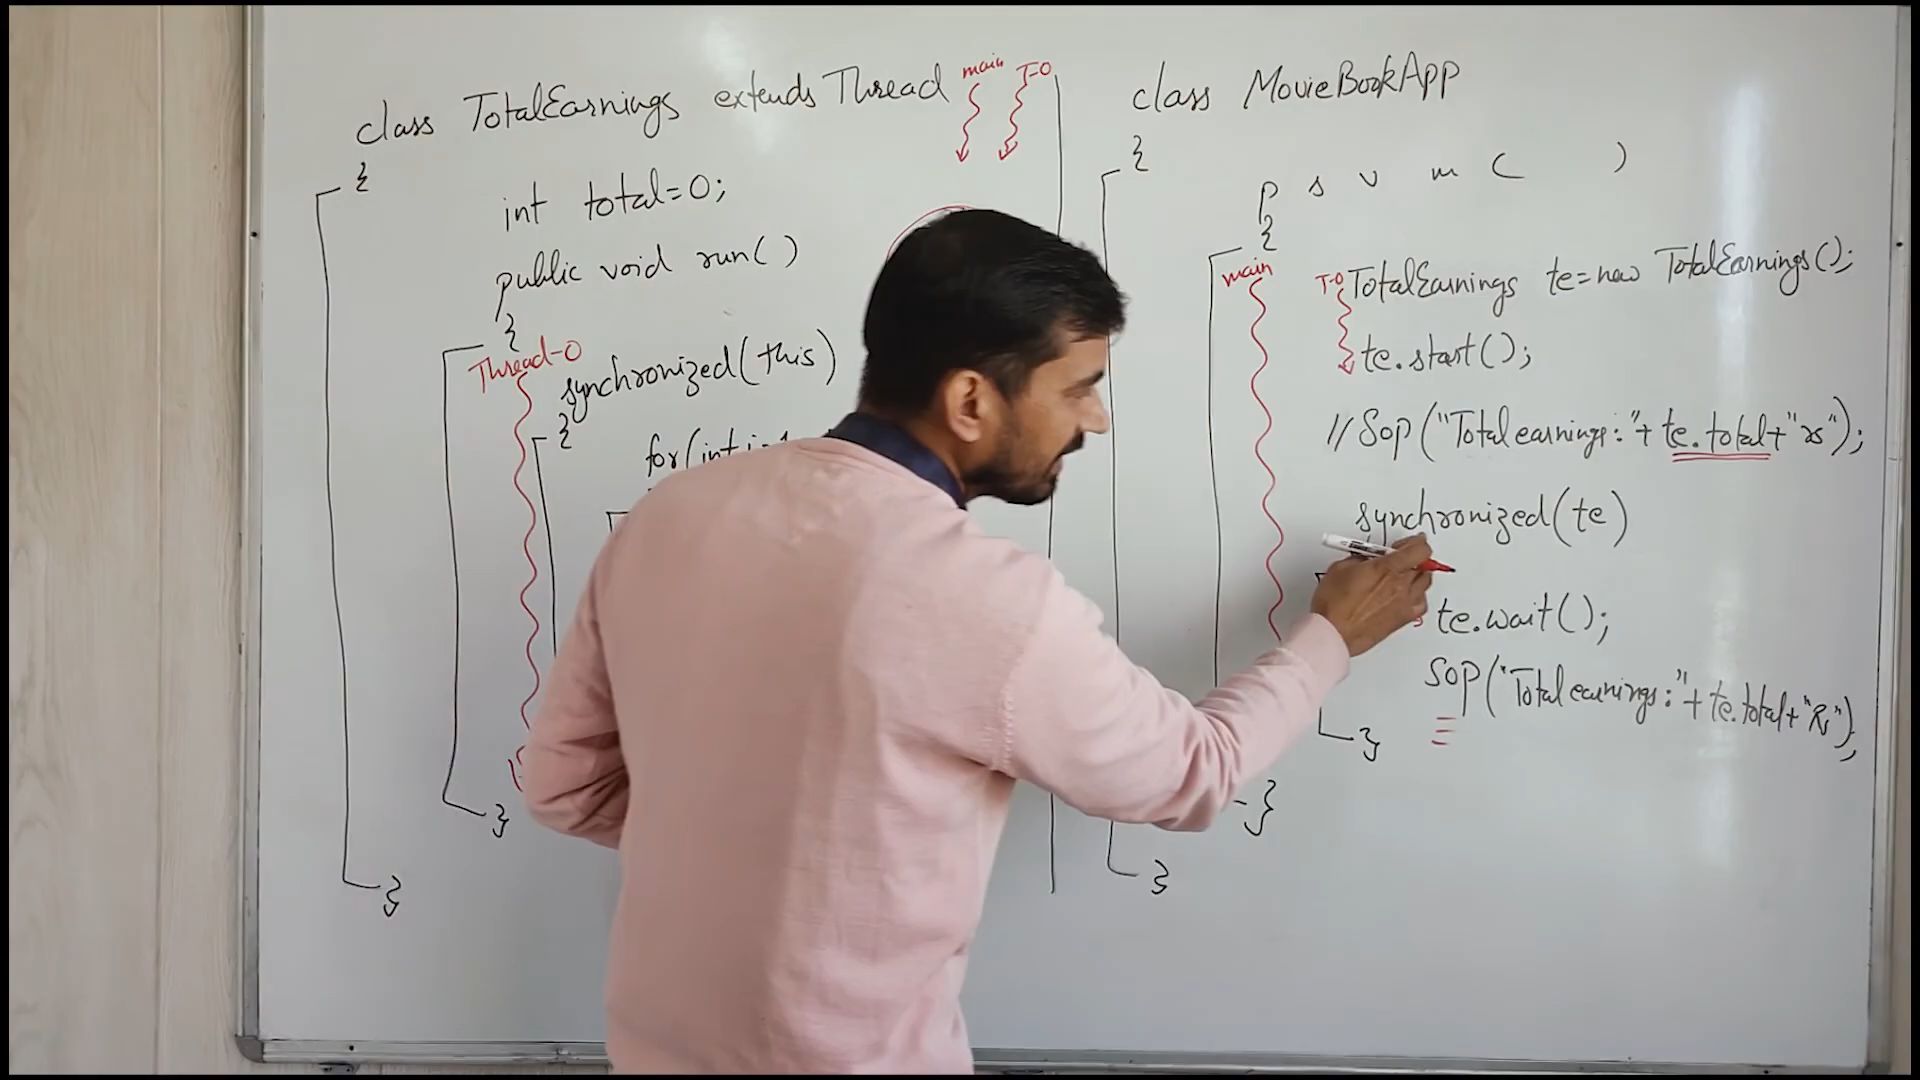 class TotalEarnings extends Thread
main T-0
{
int total=0;
public void run()
{
Thread-0
synchronized(this)
{
for(int i=
}
}
class MovieBookApp
{
p s v m ( )
{
main
T-0
TotalEarnings te=new TotalEarnings();
te.start();
//Sop("Total earnings:"+ te.total+"rs");
synchronized(te)
te.wait();
SOP("Total earnings:"+te.total+"Rs");
}
}
}